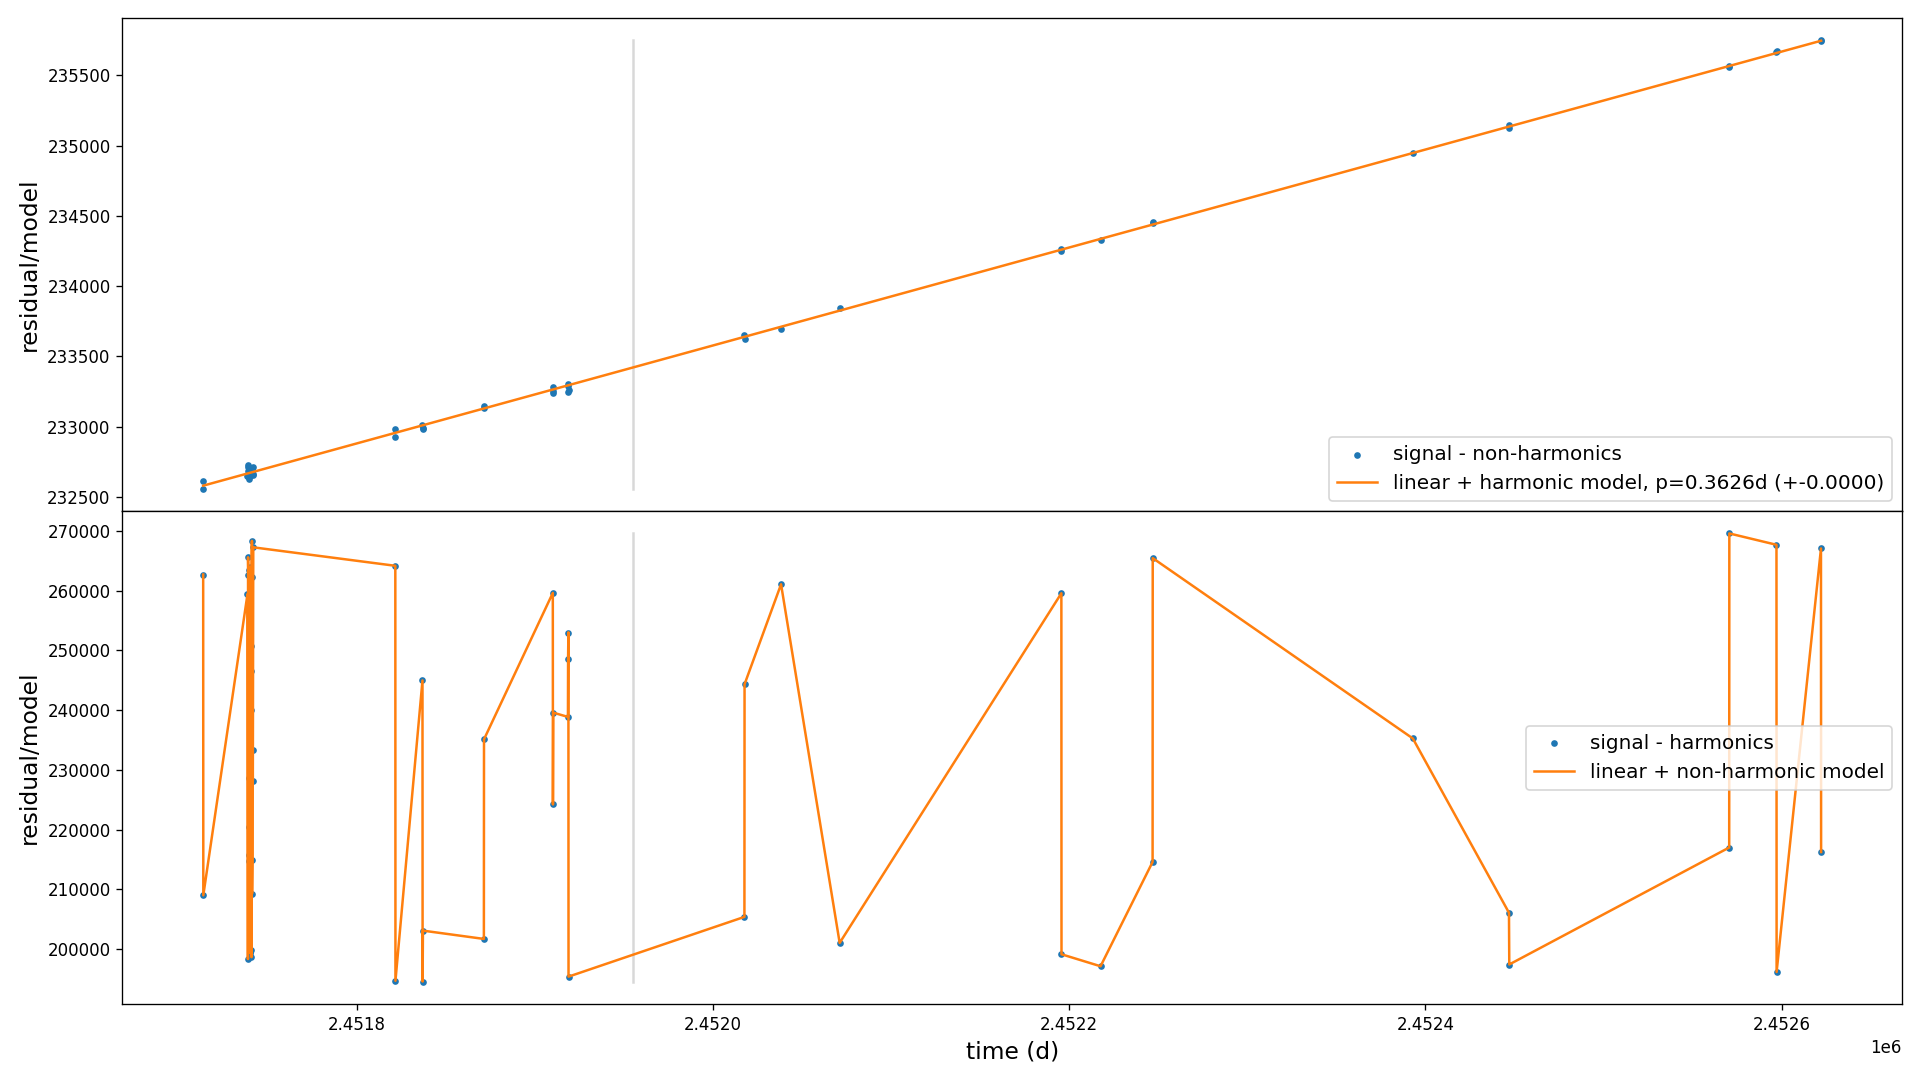 235500
235000
234500
234000
233500
233000
232500
residual/model
signal - non-harmonics
linear + harmonic model, p=0.3626d (+-0.0000)
270000
260000
250000
240000
230000
220000
210000
200000
residual/model
signal - harmonics
linear + non-harmonic model
2.4518 2.4520 2.4522 2.4524 2.4526
1e6
time (d)